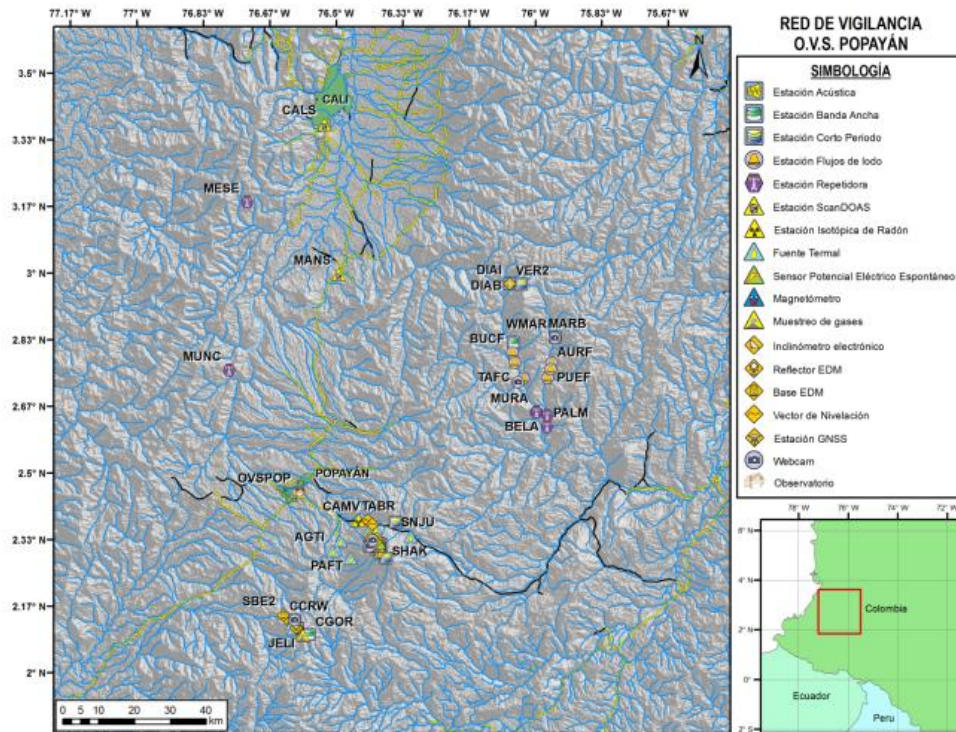 77.17° W 77° W 76.83° W 76.67° W 76.5° W 76.33° W 76.17° W 76° W 75.83° W 75.67° W
RED DE VIGILANCIA
O.V.S. POPAYÁN
SIMBOLOGÍA
Estación Acústica
Estación Banda Ancha
Estación Corto Periodo
Estación Flujos de lodo
Estación Repetidora
Estación ScanDOAS
Estación Isotópica de Radón
Fuente Termal
Sensor Potencial Eléctrico Espontáneo
Magnetómetro
Muestreo de gases
Inclinómetro electrónico
Reflector EDM
Base EDM
Vector de Nivelación
Estación GNSS
Webcam
Observatorio
N
3.5° N
3.33° N
3.17° N
3° N
2.83° N
2.67° N
2.5° N
2.33° N
2.17° N
2° N
CALI
CALS
MESE
MANS
DIAI VER2
DIAB
WMAR MARB
BUCF
AURF
MUNC
TAFC PUEF
MURA
PALM
BELA
OVSPOP POPAYÁN
CAMV TABR
SNJU
AGTI
SHAK
PAFT
SBE2 CCRW
CGOR
JELI
0 5 10 20 30 40
km
78° W 76° W 74° W 72° W
6° N
4° N
2° N
0°
2° S
Colombia
Ecuador
Peru